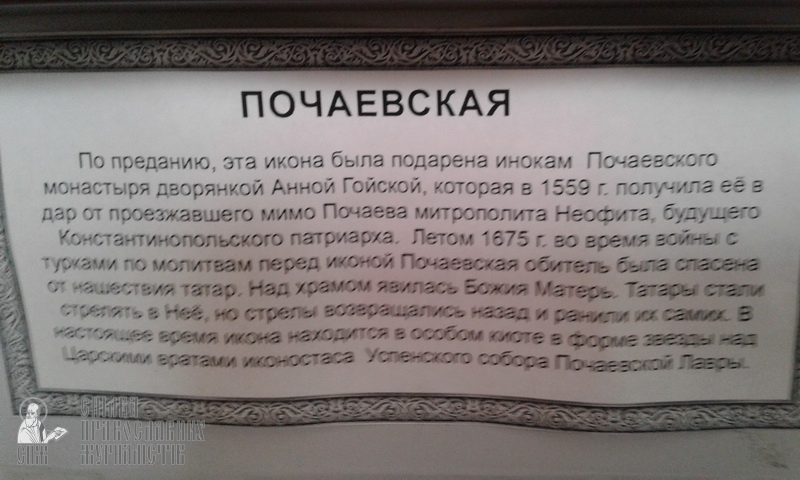 ПОЧАЕВСКАЯ
По преданию, эта икона была подарена инокам Почаевского
монастыря дворянкой Анной Гойской, которая в 1559 г. получила её в
дар от проезжавшего мимо Почаева митрополита Неофита, будущего
Константинопольского патриарха. Летом 1675 г. во время войны с
турками по молитвам перед иконой Почаевская обитель была спасена
от нашествия татар. Над храмом явилась Божия Матерь. Татары стали
стрелять в Неё, но стрелы возвращались назад и ранили их самих. В
настоящее время икона находится в особом киоте в форме звезды над
Царскими вратами иконостаса Успенского собора Почаевской Лавры.
СПІЛКА
ПРАВОСЛАВНИХ
ЖУРНАЛІСТІВ
СПЖ